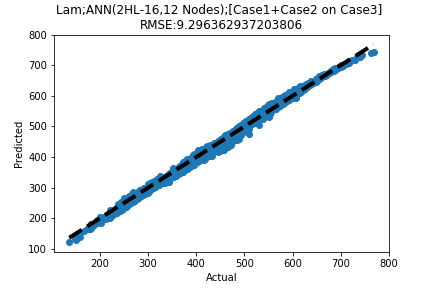 Lam;ANN(2HL-16,12 Nodes);[Case1+Case2 on Case3]
RMSE:9.296362937203806
800
700
600
500
400
300
200
100
Predicted
200 300 400 500 600 700 800
Actual